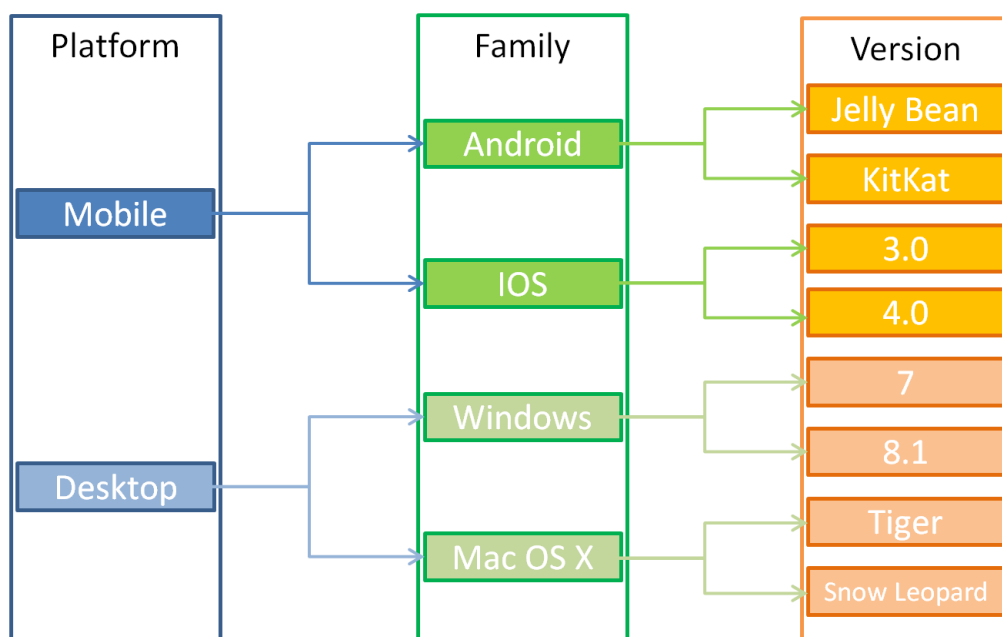 Platform
Mobile
Desktop
Family
Android
IOS
Windows
Mac OS X
Version
Jelly Bean
KitKat
3.0
4.0
7
8.1
Tiger
Snow Leopard